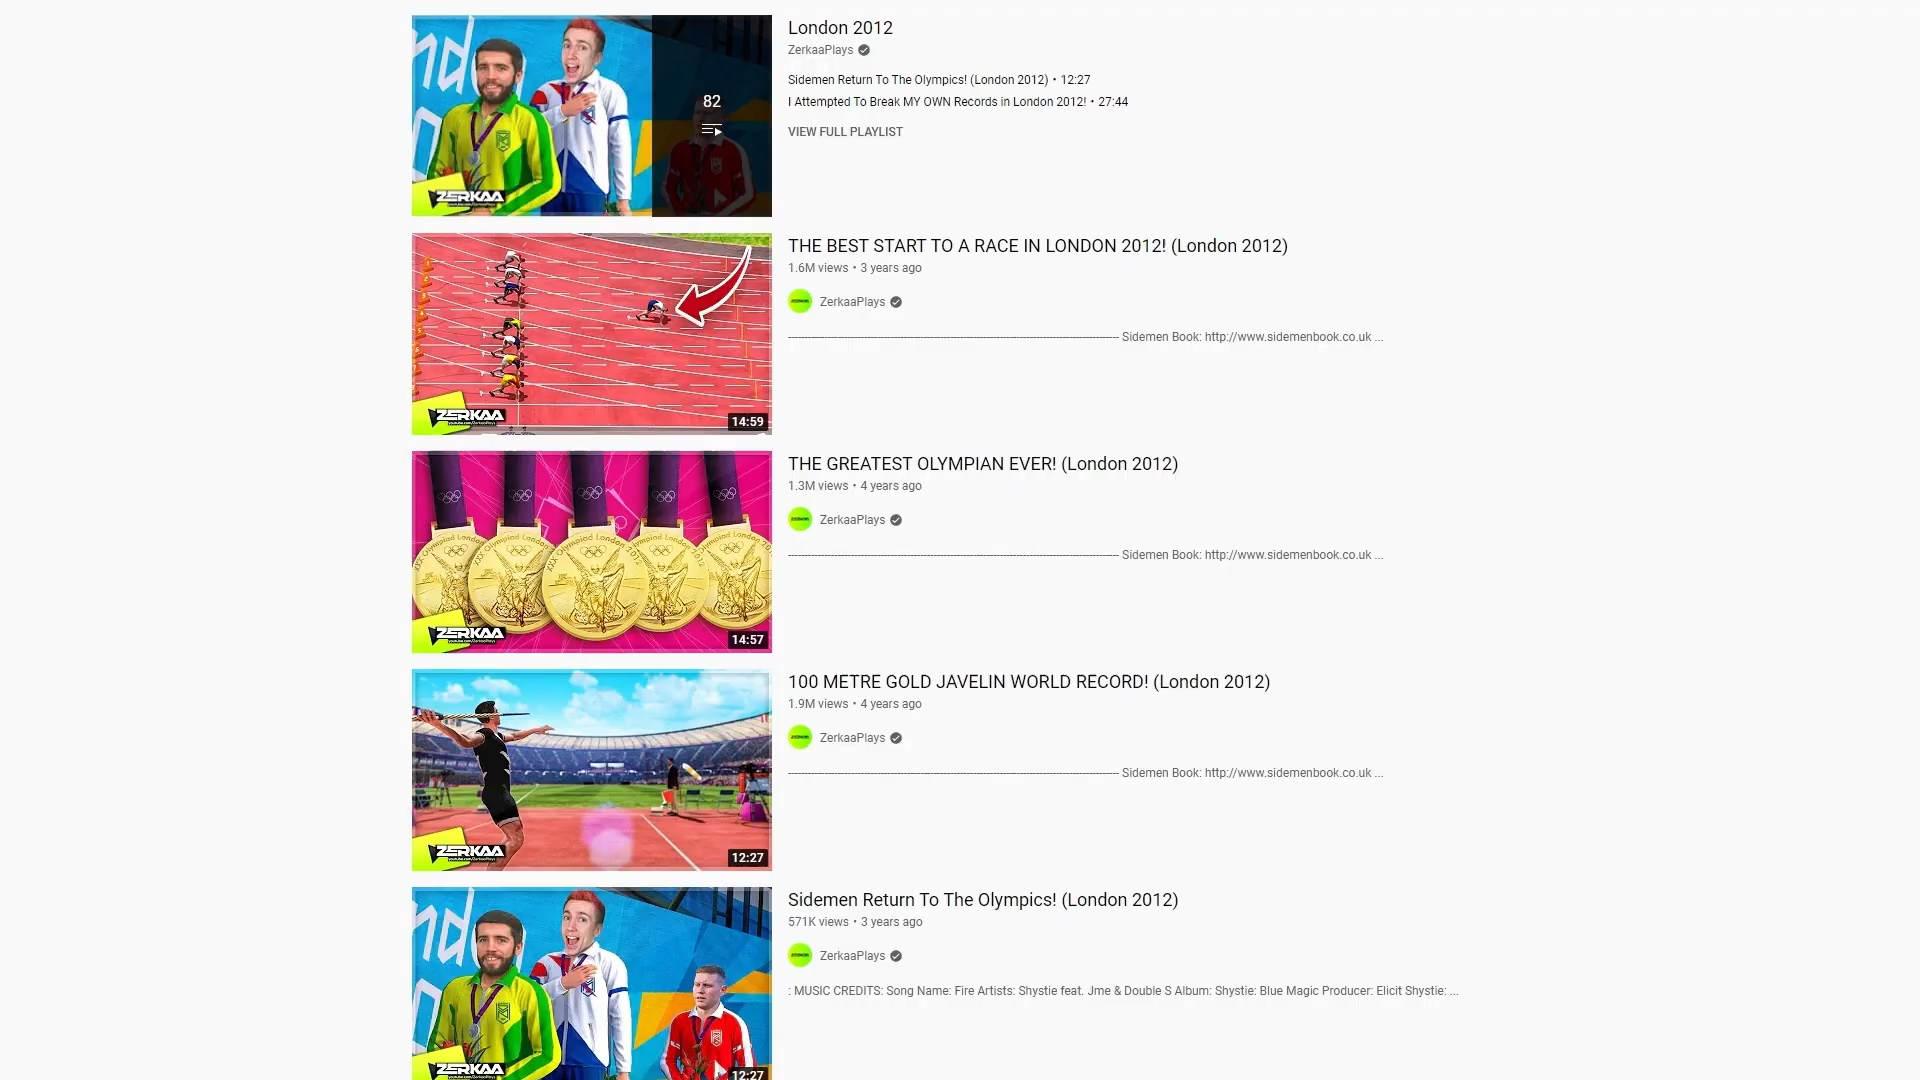 82
ZERKAA
London 2012
ZerkaaPlays
Sidemen Return To The Olympics! (London 2012) • 12:27
I Attempted To Break MY OWN Records in London 2012! • 27:44
VIEW FULL PLAYLIST
ZERKAA
14:59
THE BEST START TO A RACE IN LONDON 2012! (London 2012)
1.6M views • 3 years ago
ZerkaaPlays
Sidemen Book: http://www.sidemenbook.co.uk ...
ZERKAA
14:57
THE GREATEST OLYMPIAN EVER! (London 2012)
1.3M views • 4 years ago
ZerkaaPlays
Sidemen Book: http://www.sidemenbook.co.uk ...
ZERKAA
12:27
100 METRE GOLD JAVELIN WORLD RECORD! (London 2012)
1.9M views • 4 years ago
ZerkaaPlays
Sidemen Book: http://www.sidemenbook.co.uk ...
ZERKAA
12:27
Sidemen Return To The Olympics! (London 2012)
571K views • 3 years ago
ZerkaaPlays
: MUSIC CREDITS: Song Name: Fire Artists: Shystie feat. Jme & Double S Album: Shystie: Blue Magic Producer: Elicit Shystie: ...